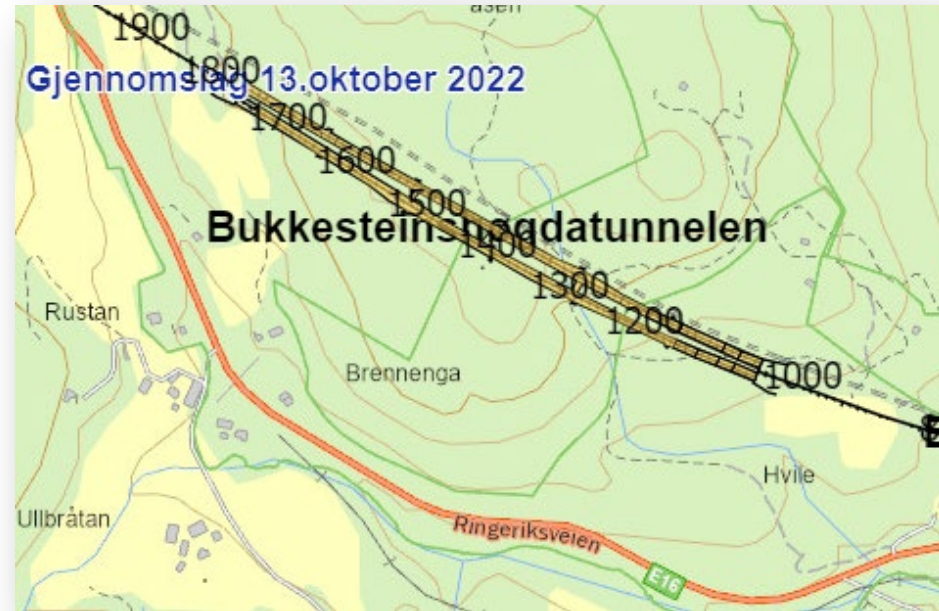 åsen
1900
1800
Gjennomslag 13.oktober 2022
1700
1600
1500
Bukkesteinshøgdatunnelen
1400
1300
1200
Rustan
Brennenga
1000
Hvile
Ullbråtan
Ringeriksveien
E16